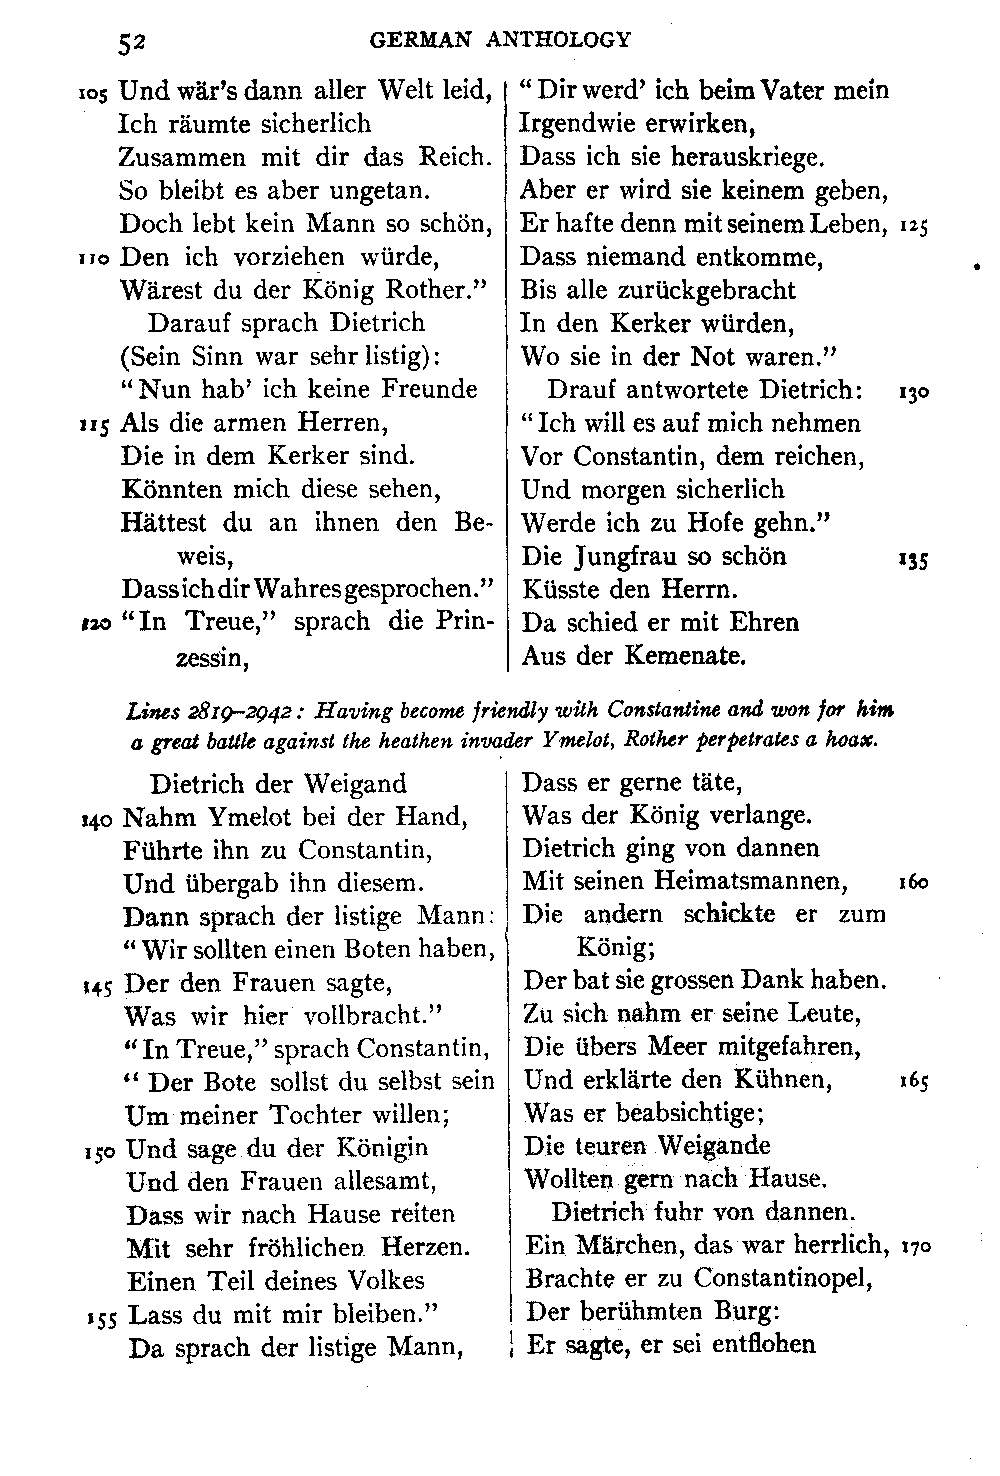 52 GERMAN ANTHOLOGY
105 Und wär's dann aller Welt leid,
Ich räumte sicherlich
Zusammen mit dir das Reich.
So bleibt es aber ungetan.
Doch lebt kein Mann so schön,
110 Den ich vorziehen würde,
Wärest du der König Rother.”
Darauf sprach Dietrich
(Sein Sinn war sehr listig):
“Nun hab' ich keine Freunde
115 Als die armen Herren,
Die in dem Kerker sind.
Könnten mich diese sehen,
Hättest du an ihnen den Be-
weis,
Dass ich dir Wahres gesprochen.”
120 “In Treue,” sprach die Prin-
zessin,
“Dir werd' ich beim Vater mein
Irgendwie erwirken,
Dass ich sie herauskriege.
Aber er wird sie keinem geben,
Er hafte denn mit seinem Leben, 125
Dass niemand entkomme,
Bis alle zurückgebracht
In den Kerker würden,
Wo sie in der Not waren.”
Drauf antwortete Dietrich: 130
“Ich will es auf mich nehmen
Vor Constantin, dem reichen,
Und morgen sicherlich
Werde ich zu Hofe gehn.”
Die Jungfrau so schön 135
Küsste den Herrn.
Da schied er mit Ehren
Aus der Kemenate.
Lines 2819–2942: Having become friendly with Constantine and won for him
a great battle against the heathen invader Ymelot, Rother perpetrates a hoax.
Dietrich der Weigand
140 Nahm Ymelot bei der Hand,
Führte ihn zu Constantin,
Und übergab ihn diesem.
Dann sprach der listige Mann:
“Wir sollten einen Boten haben,
145 Der den Frauen sagte,
Was wir hier vollbracht.”
“In Treue,” sprach Constantin,
“Der Bote sollst du selbst sein
Um meiner Tochter willen;
150 Und sage du der Königin
Und den Frauen allesamt,
Dass wir nach Hause reiten
Mit sehr fröhlichen Herzen.
Einen Teil deines Volkes
155 Lass du mit mir bleiben.”
Da sprach der listige Mann,
Dass er gerne täte,
Was der König verlange.
Dietrich ging von dannen
Mit seinen Heimatsmannen, 160
Die andern schickte er zum
König;
Der bat sie grossen Dank haben.
Zu sich nahm er seine Leute,
Die übers Meer mitgefahren,
Und erklärte den Kühnen, 165
Was er beabsichtige;
Die teuren Weigande
Wollten gern nach Hause.
Dietrich fuhr von dannen.
Ein Märchen, das war herrlich, 170
Brachte er zu Constantinopel,
Der berühmten Burg:
Er sagte, er sei entflohen